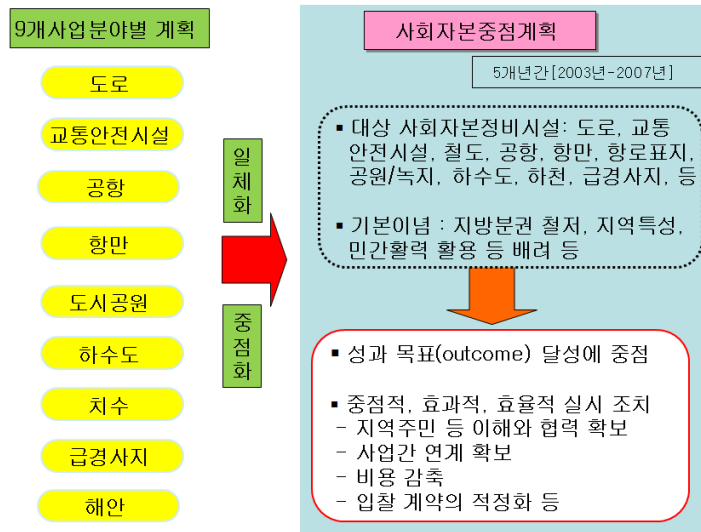 9개사업분야별 계획
도로
교통안전시설
공항
항만
도시공원
하수도
치수
급경사지
해안
일체화
중점화
사회자본중점계획
5개년간[2003년-2007년]
▪ 대상 사회자본정비시설: 도로, 교통
안전시설, 철도, 공항, 항만, 항로표지,
공원/녹지, 하수도, 하천, 급경사지, 등
▪ 기본이념 : 지방분권 철저, 지역특성,
민간활력 활용 등 배려 등
▪ 성과 목표(outcome) 달성에 중점
▪ 중점적, 효과적, 효율적 실시 조치
- 지역주민 등 이해와 협력 확보
- 사업간 연계 확보
- 비용 감축
- 입찰 계약의 적정화 등